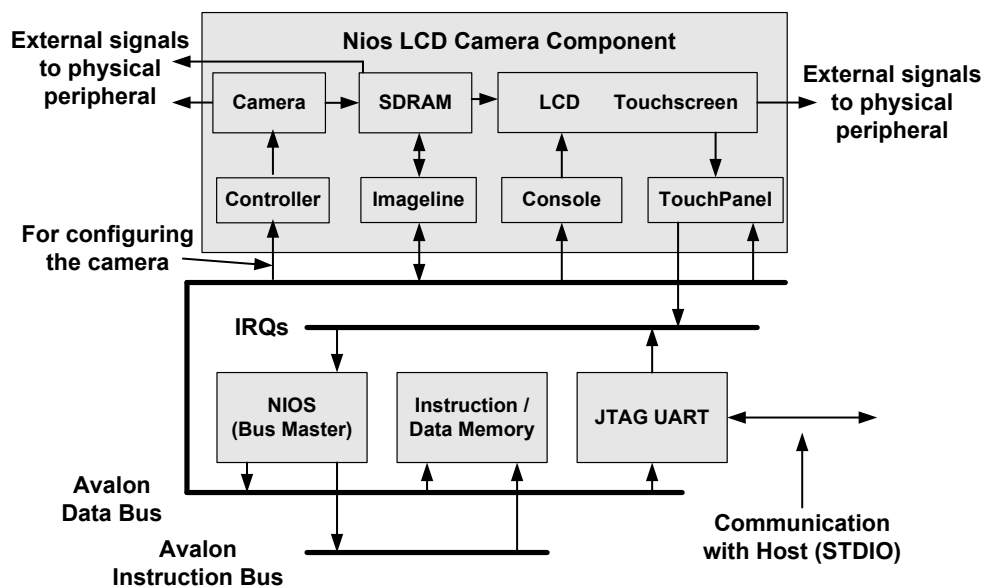 Nios LCD Camera Component
External signals
to physical
peripheral
Camera
SDRAM
LCD Touchscreen
External signals
to physical
peripheral
Controller
Imageline
Console
TouchPanel
For configuring
the camera
IRQs
NIOS
(Bus Master)
Instruction /
Data Memory
JTAG UART
Avalon
Data Bus
Communication
with Host (STDIO)
Avalon
Instruction Bus